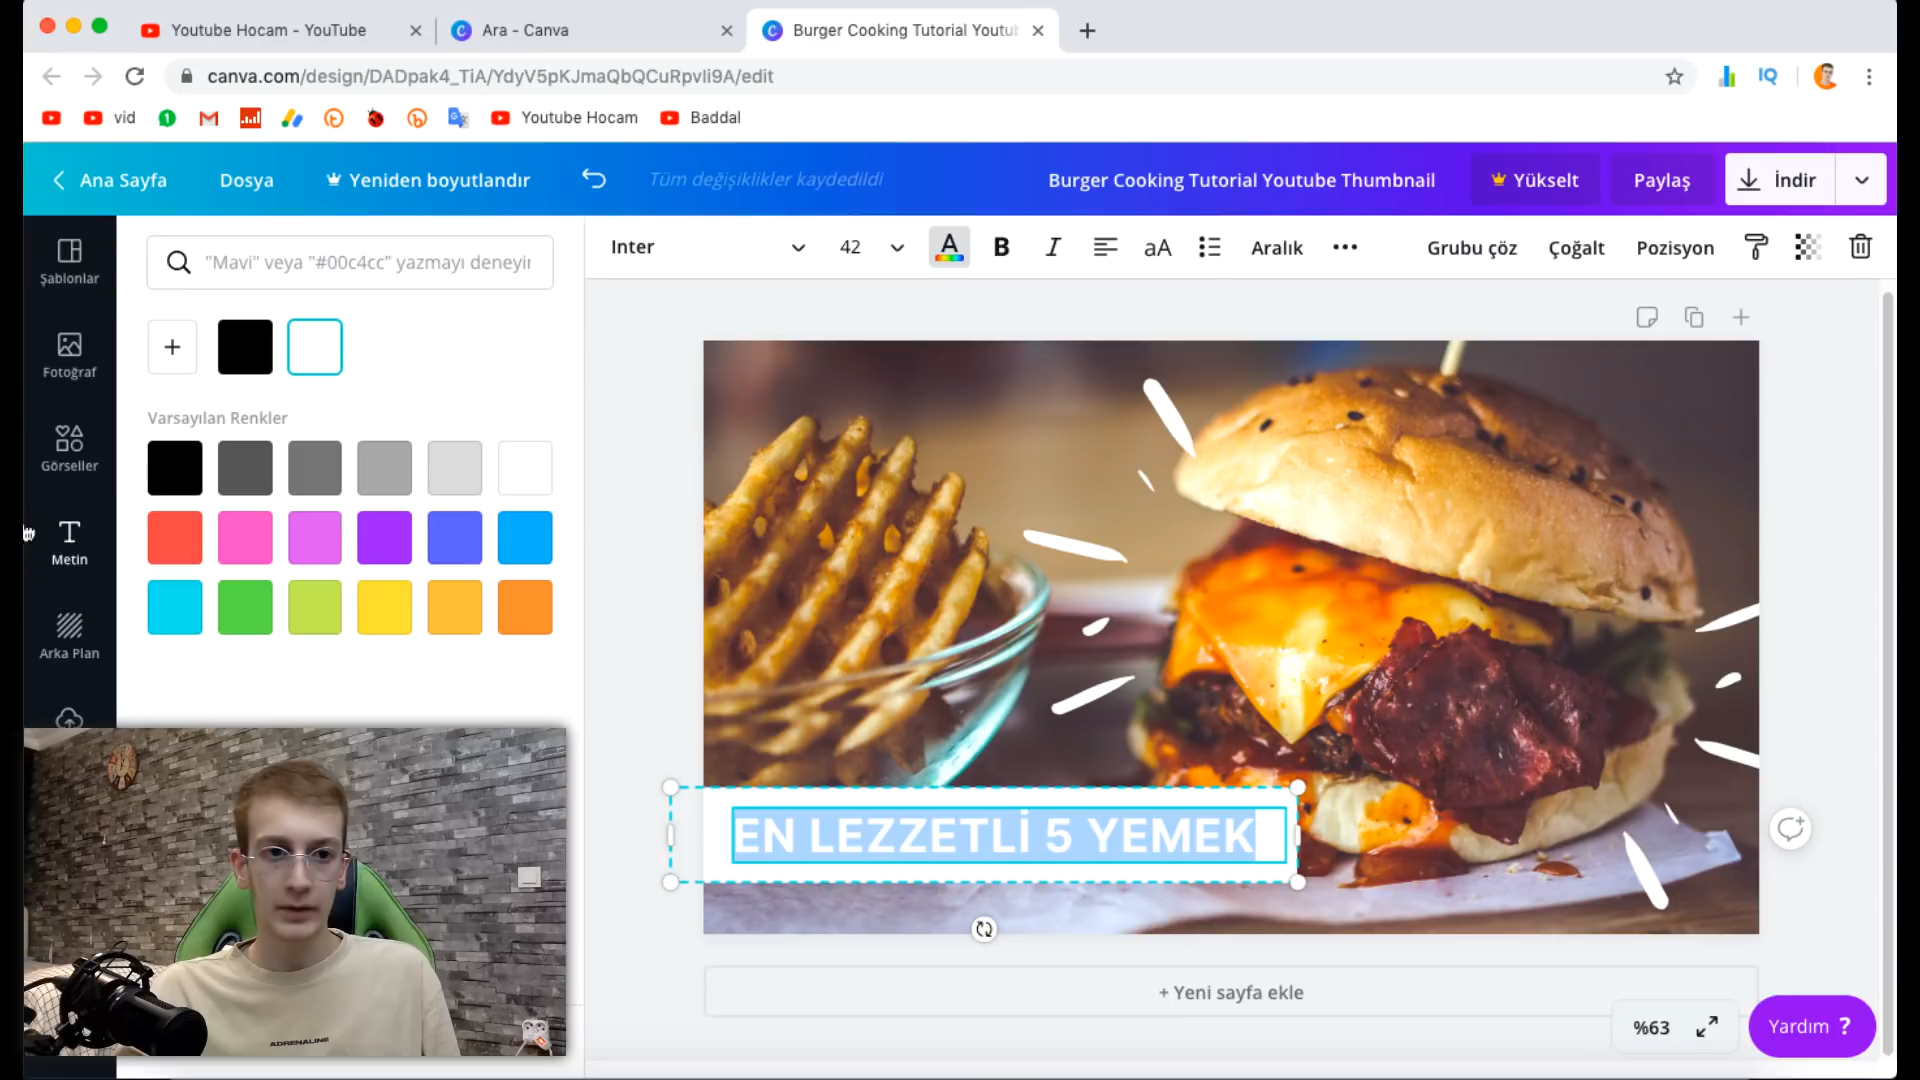 Youtube Hocam - YouTube
Ara - Canva
Burger Cooking Tutorial Youtub
canva.com/design/DADpak4_TiA/YdyV5pKJmaQbQCuRpvli9A/edit
IQ
vid
Youtube Hocam
Baddal
Ana Sayfa
Dosya
Yeniden boyutlandır
Tüm değişiklikler kaydedildi
Burger Cooking Tutorial Youtube Thumbnail
Yükselt
Paylaş
İndir
Şablonlar
Fotoğraf
Görseller
Metin
Arka Plan
"Mavi" veya "#00c4cc" yazmayı deneyin
Varsayılan Renkler
Inter
42
A
B
I
aA
Aralık
Grubu çöz
Çoğalt
Pozisyon
EN LEZZETLİ 5 YEMEK
+ Yeni sayfa ekle
%63
Yardım ?
ADRENALINE